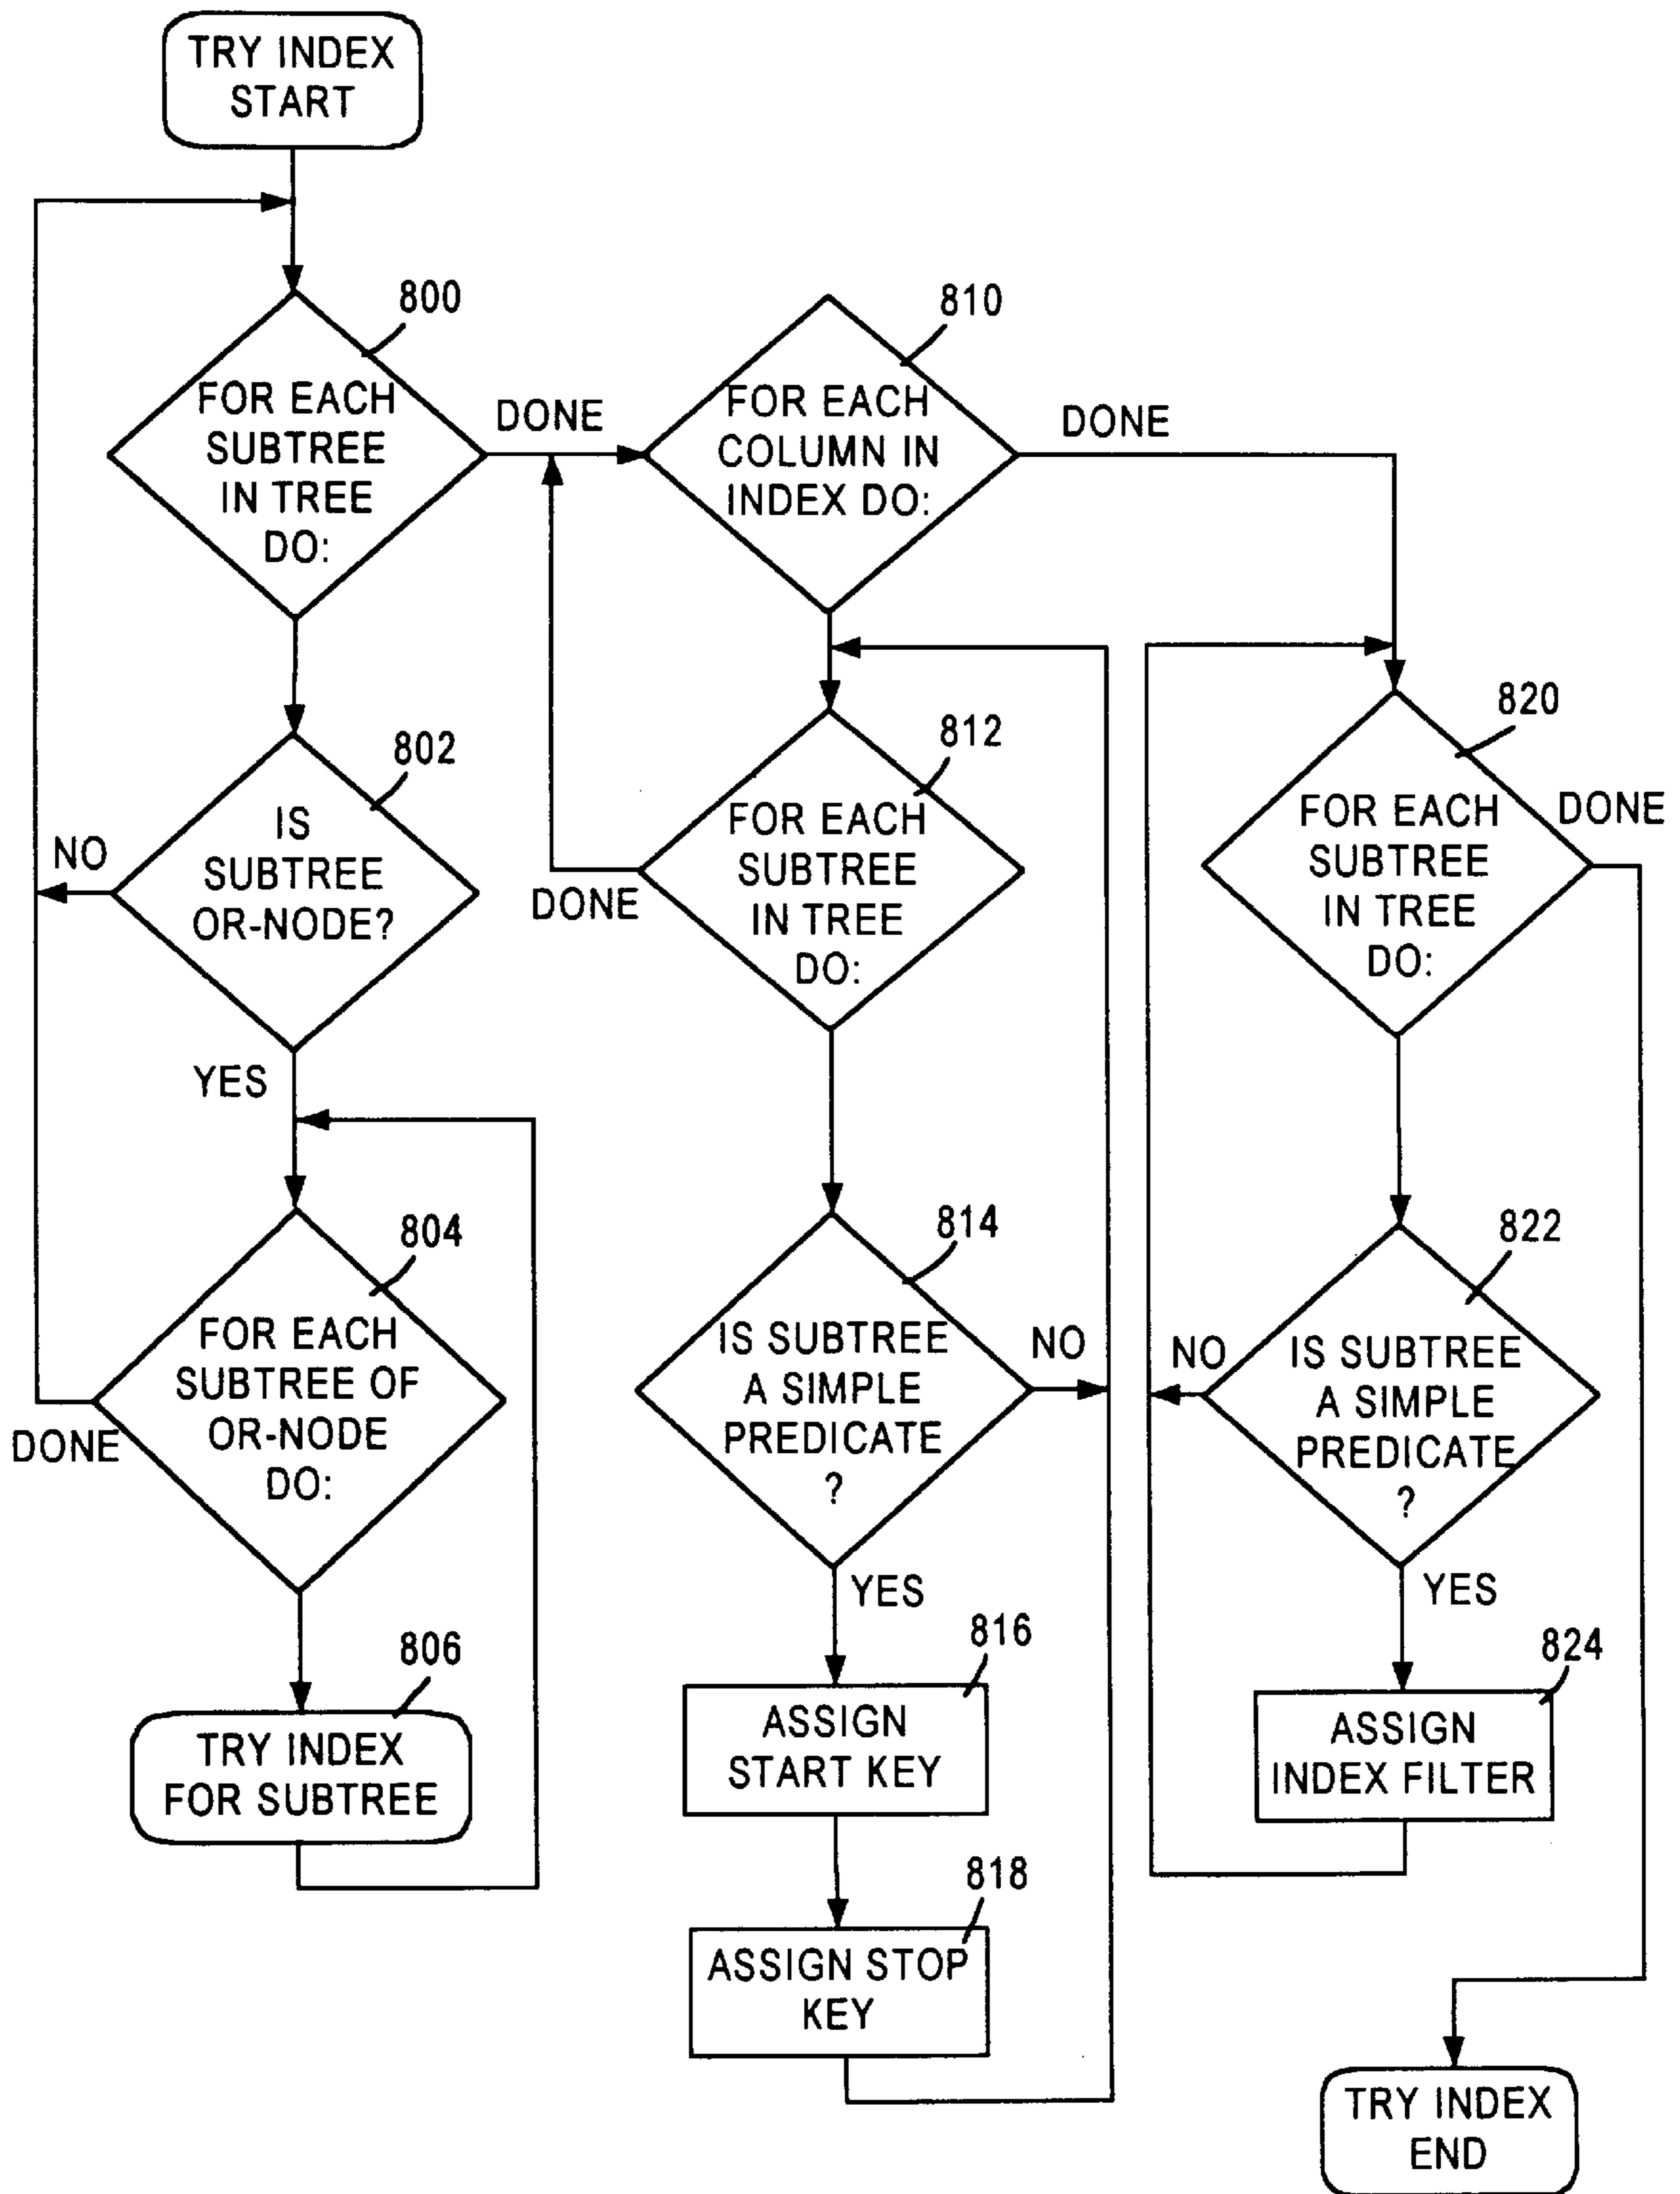 TRY INDEX
START
800
FOR EACH
SUBTREE
IN TREE
DO:
DONE
802
IS
SUBTREE
OR-NODE?
NO
YES
804
FOR EACH
SUBTREE OF
OR-NODE
DO:
DONE
806
TRY INDEX
FOR SUBTREE
810
FOR EACH
COLUMN IN
INDEX DO:
DONE
812
FOR EACH
SUBTREE
IN TREE
DO:
DONE
814
IS SUBTREE
A SIMPLE
PREDICATE
?
NO
YES
816
ASSIGN
START KEY
818
ASSIGN STOP
KEY
820
FOR EACH
SUBTREE
IN TREE
DO:
DONE
822
IS SUBTREE
A SIMPLE
PREDICATE
?
NO
YES
824
ASSIGN
INDEX FILTER
TRY INDEX
END